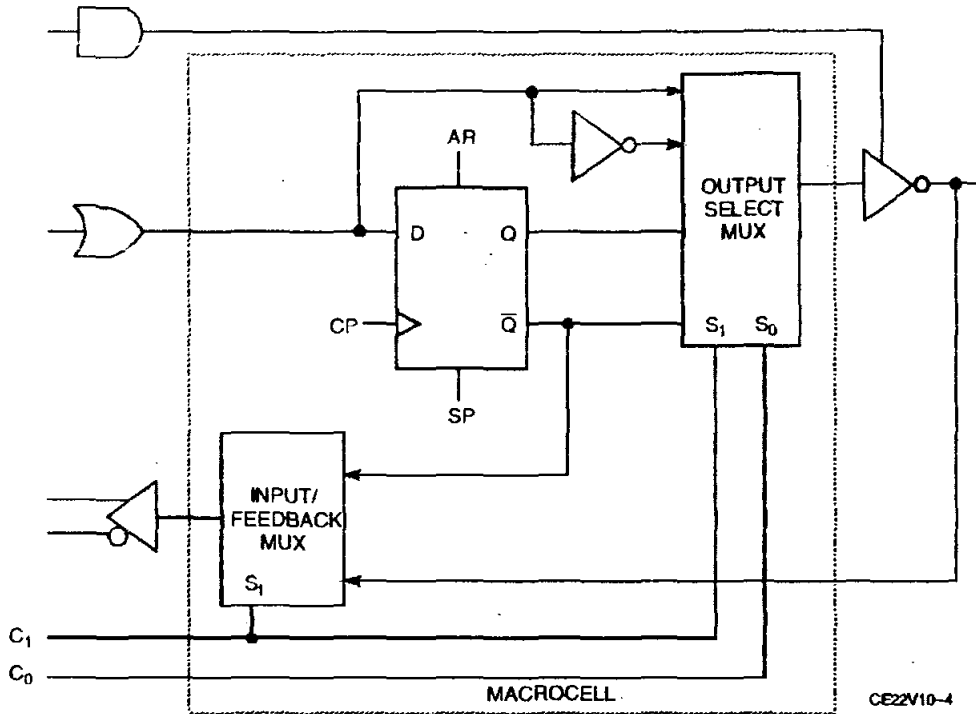 AR
OUTPUT
SELECT
MUX
D
Q
CP
Q̅
S₁
S₀
SP
INPUT/
FEEDBACK
MUX
S₁
C₁
C₀
MACROCELL
CE22V10-4